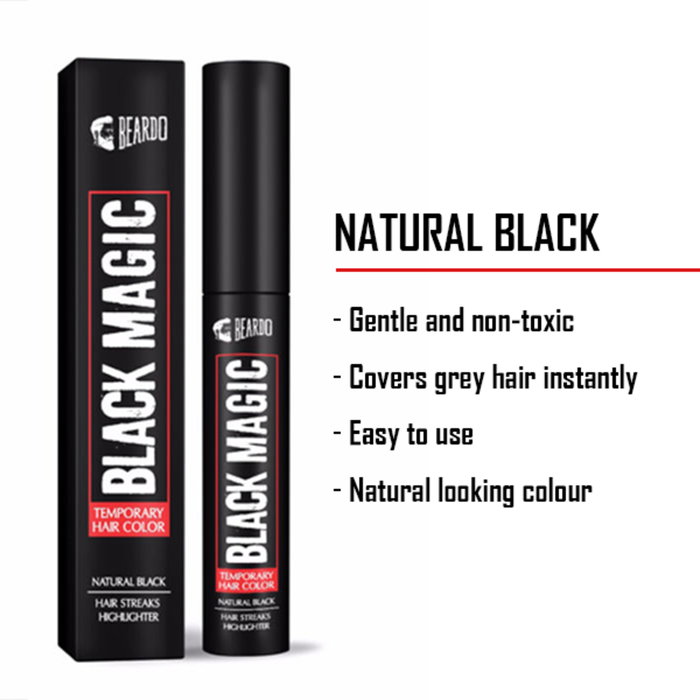 BEARDO
BLACK MAGIC
TEMPORARY
HAIR COLOR
NATURAL BLACK
HAIR STREAKS
HIGHLIGHTER
BEARDO
BLACK MAGIC
TEMPORARY
HAIR COLOR
NATURAL BLACK
HAIR STREAKS
HIGHLIGHTER
NATURAL BLACK
- Gentle and non-toxic
- Covers grey hair instantly
- Easy to use
- Natural looking colour